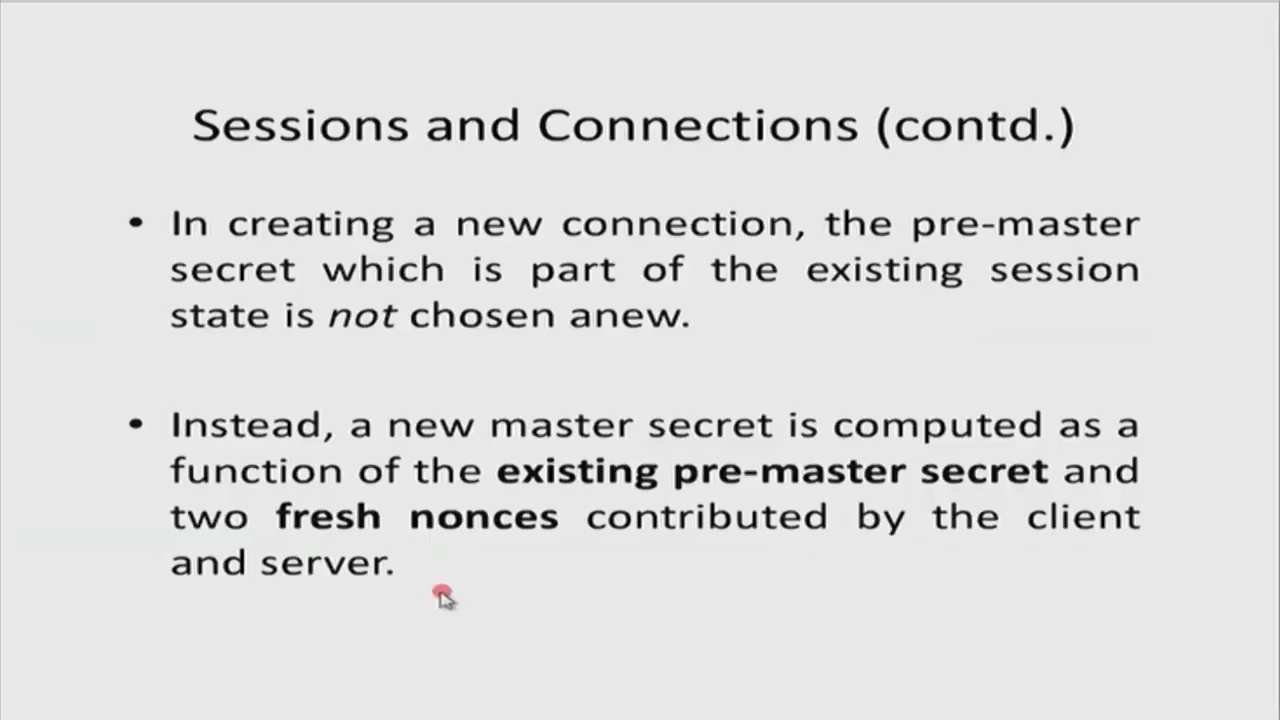 Sessions and Connections (contd.)
• In creating a new connection, the pre-master
secret which is part of the existing session
state is not chosen anew.
• Instead, a new master secret is computed as a
function of the existing pre-master secret and
two fresh nonces contributed by the client
and server.